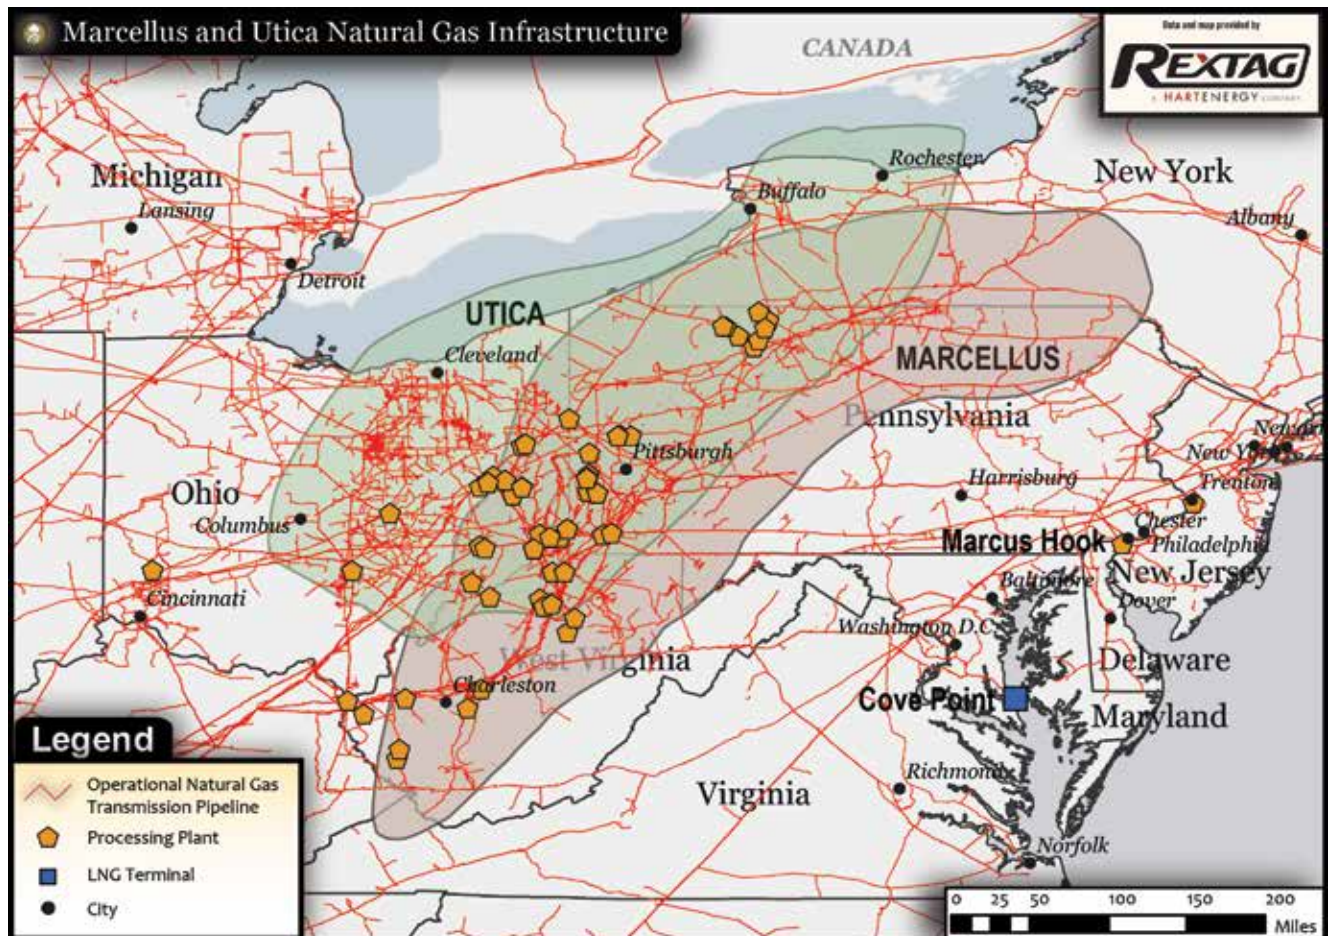 Marcellus and Utica Natural Gas Infrastructure
Data and map provided by
REXTAG
A HARTENERGY COMPANY
CANADA
Michigan
Lansing
Detroit
Rochester
Buffalo
New York
Albany
UTICA
Cleveland
MARCELLUS
Pennsylvania
Pittsburgh
Harrisburg
Newark
New York
Trenton
Ohio
Columbus
Chester
Marcus Hook
Philadelphia
New Jersey
Baltimore
Dover
Cincinnati
Washington D.C.
West Virginia
Delaware
Charleston
Cove Point
Maryland
Richmond
Virginia
Norfolk
Legend
Operational Natural Gas
Transmission Pipeline
Processing Plant
LNG Terminal
City
0 25 50 100 150 200
Miles